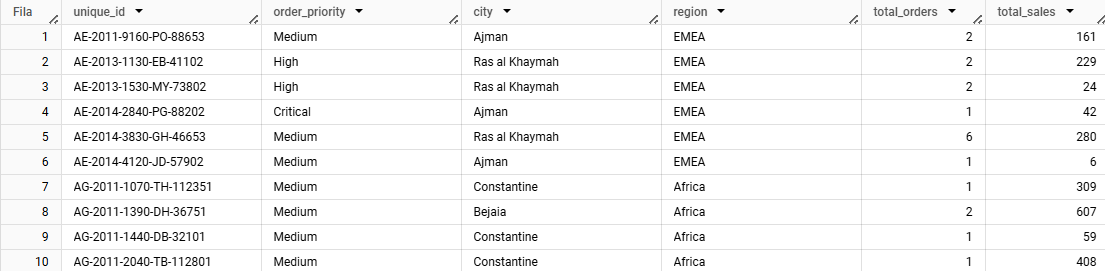 Fila unique_id order_priority city region total_orders total_sales
1 AE-2011-9160-PO-88653 Medium Ajman EMEA 2 161
2 AE-2013-1130-EB-41102 High Ras al Khaymah EMEA 2 229
3 AE-2013-1530-MY-73802 High Ras al Khaymah EMEA 2 24
4 AE-2014-2840-PG-88202 Critical Ajman EMEA 1 42
5 AE-2014-3830-GH-46653 Medium Ras al Khaymah EMEA 6 280
6 AE-2014-4120-JD-57902 Medium Ajman EMEA 1 6
7 AG-2011-1070-TH-112351 Medium Constantine Africa 1 309
8 AG-2011-1390-DH-36751 Medium Bejaia Africa 2 607
9 AG-2011-1440-DB-32101 Medium Constantine Africa 1 59
10 AG-2011-2040-TB-112801 Medium Constantine Africa 1 408